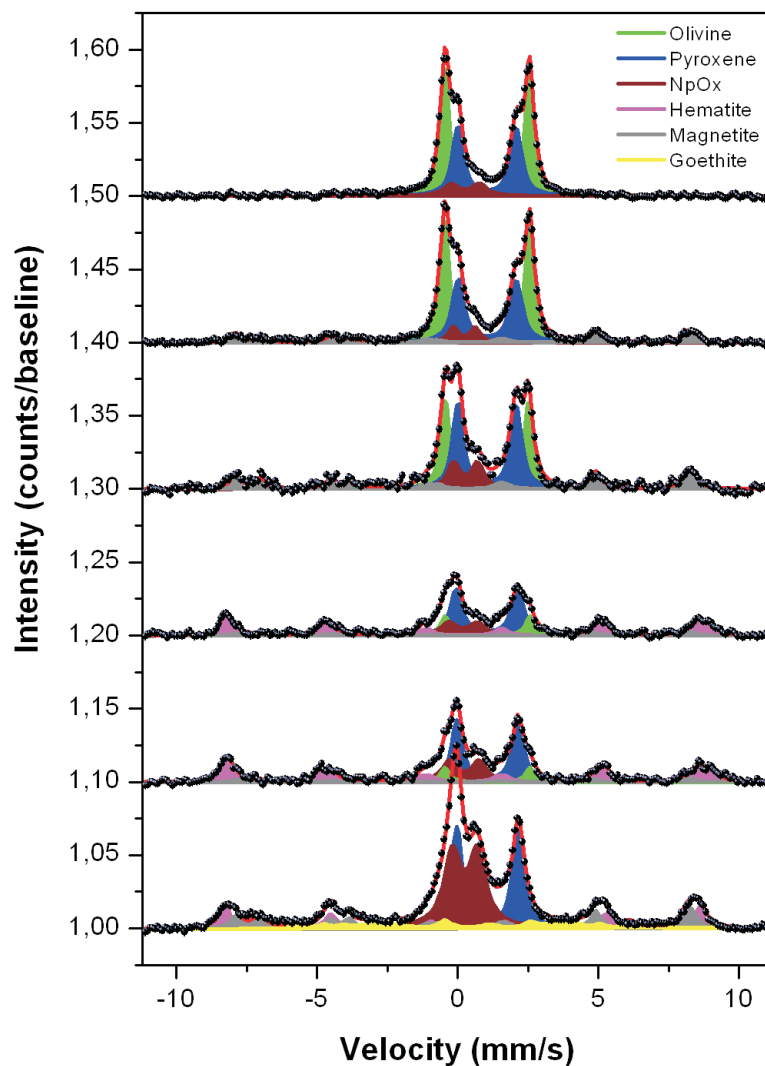 Olivine
Pyroxene
NpOx
Hematite
Magnetite
Goethite
1,60
1,55
1,50
1,45
1,40
1,35
1,30
1,25
1,20
1,15
1,10
1,05
1,00
Intensity (counts/baseline)
-10 -5 0 5 10
Velocity (mm/s)